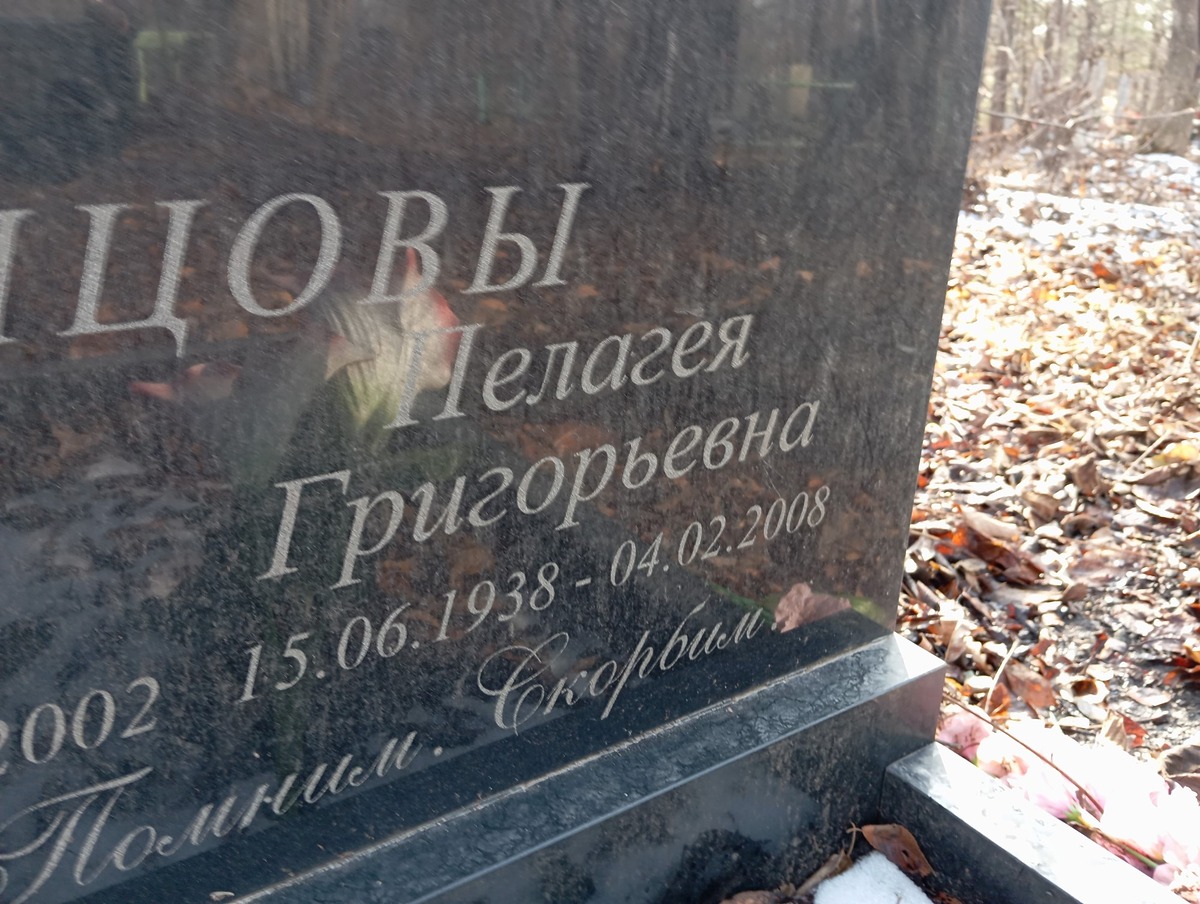 ЦОВЫ
Пелагея
Григорьевна
2002 15.06.1938 - 04.02.2008
Помним. Скорбим.